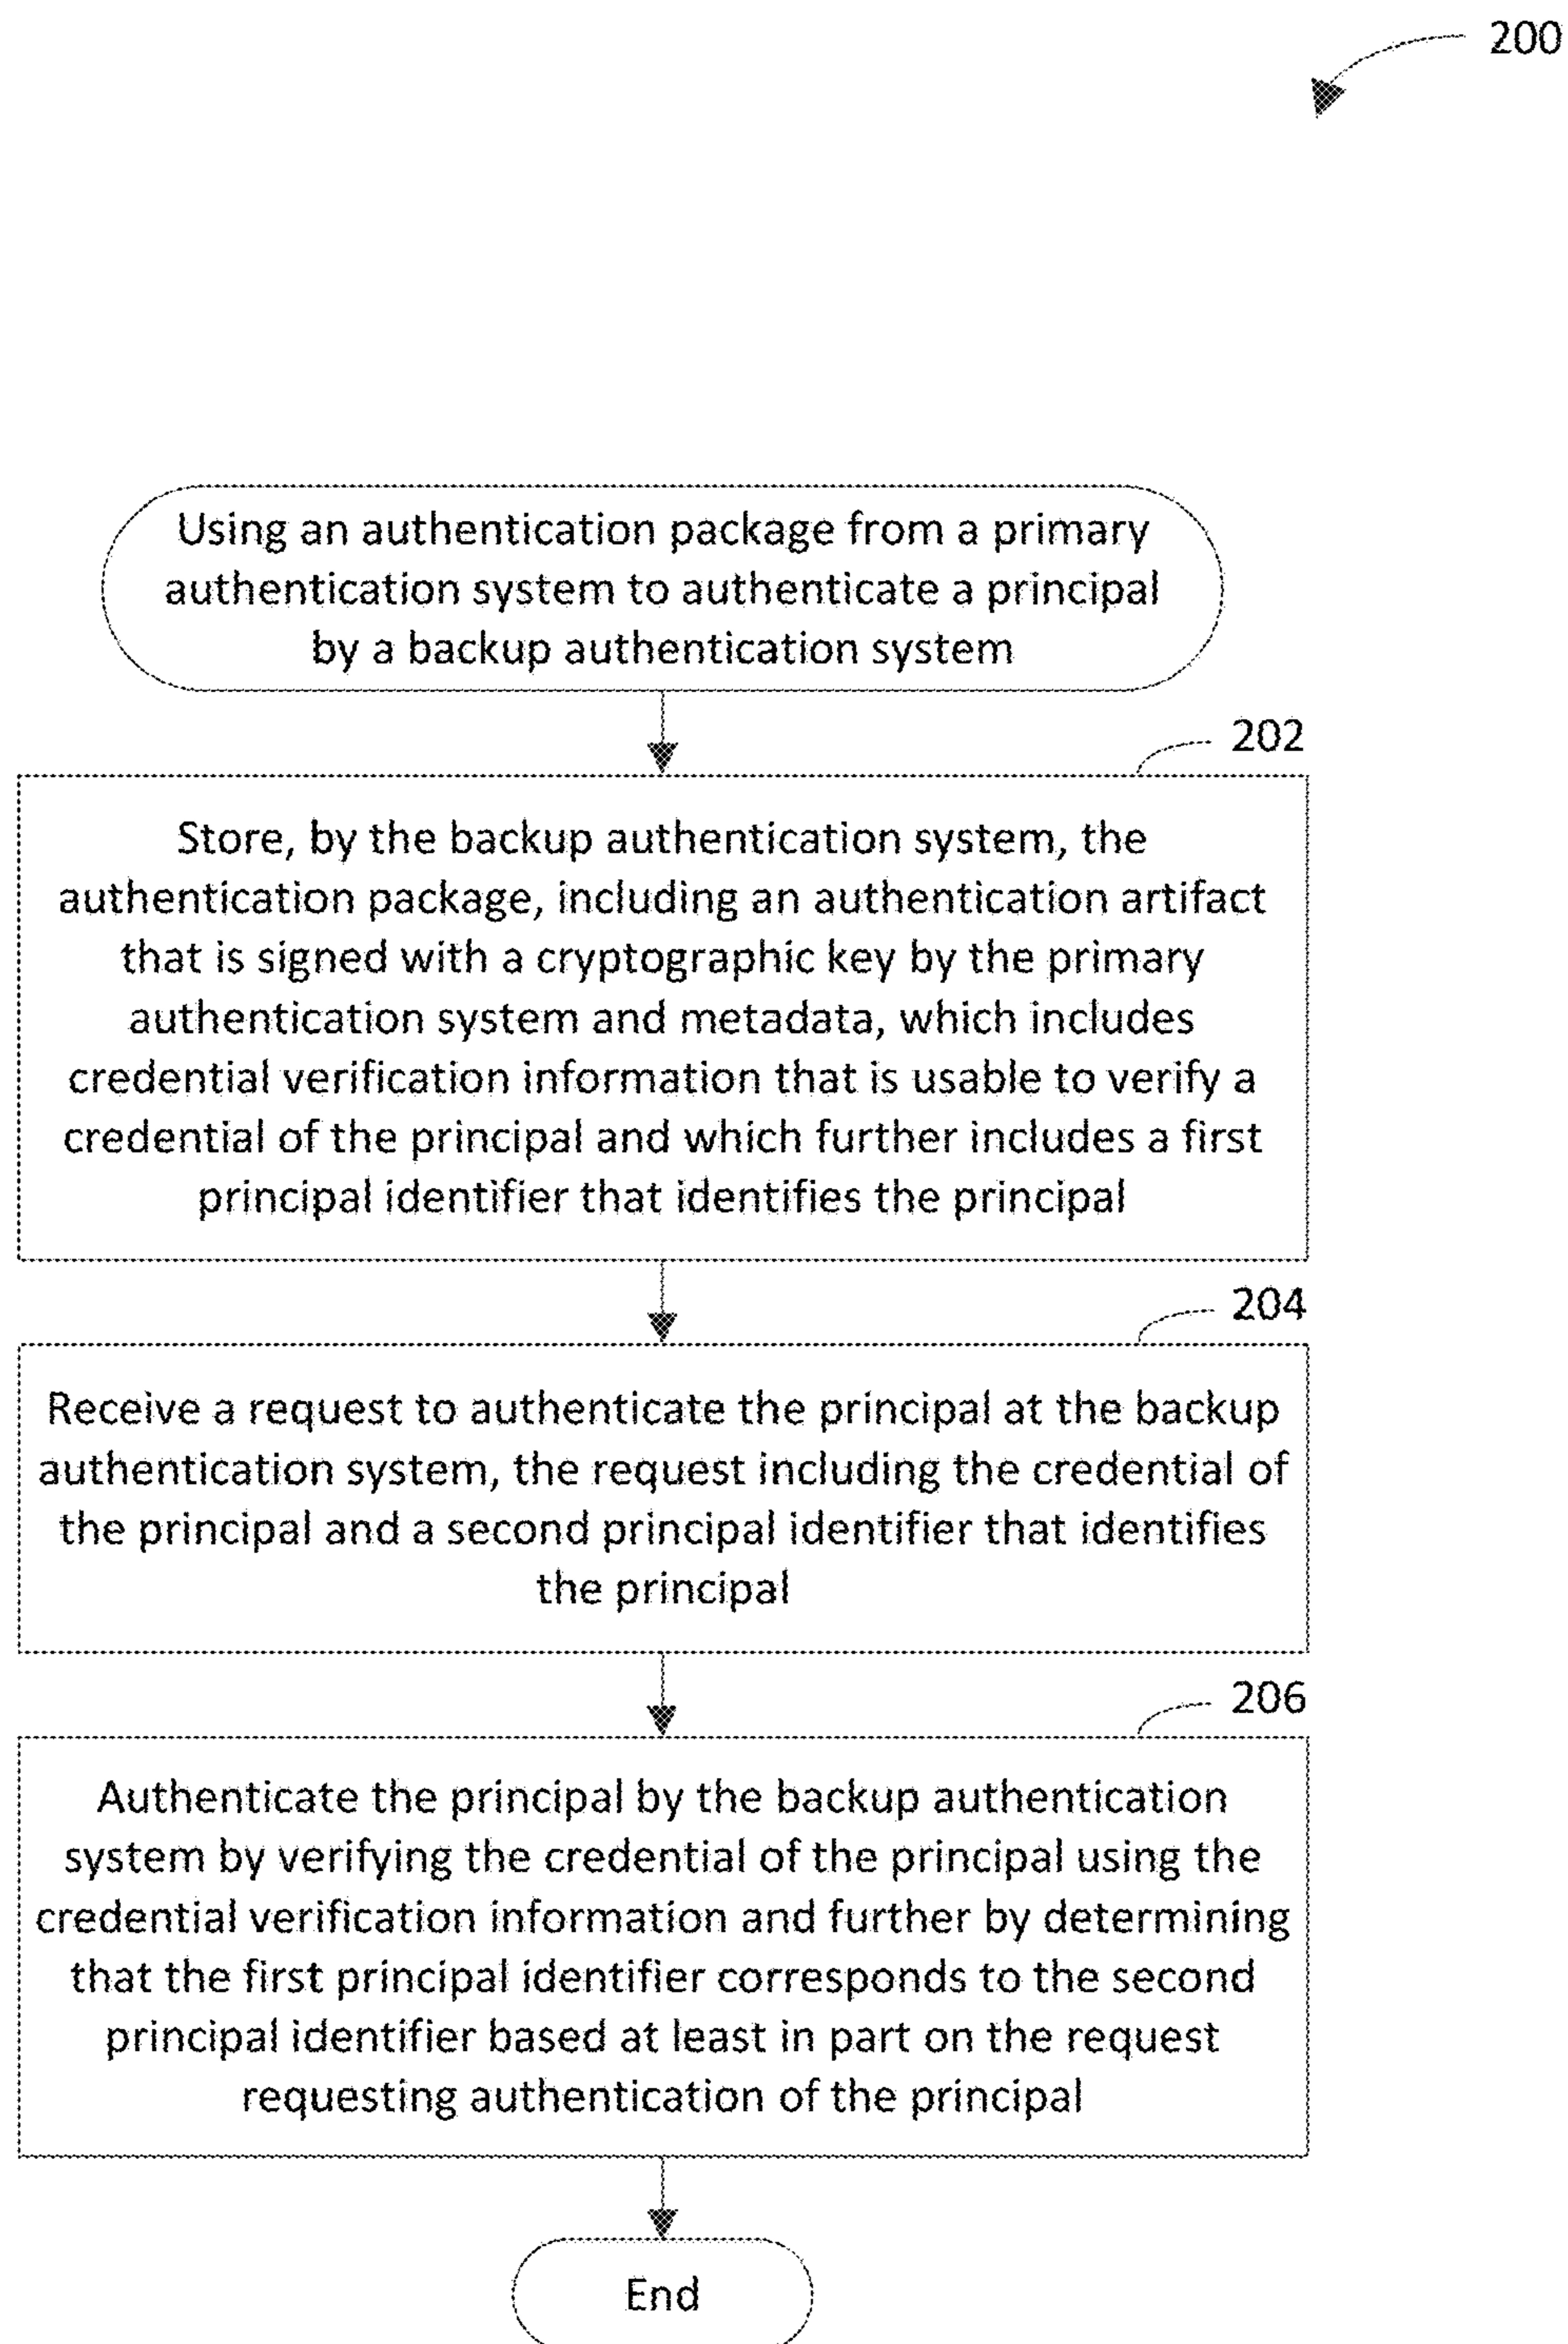 200
Using an authentication package from a primary
authentication system to authenticate a principal
by a backup authentication system
202
Store, by the backup authentication system, the
authentication package, including an authentication artifact
that is signed with a cryptographic key by the primary
authentication system and metadata, which includes
credential verification information that is usable to verify a
credential of the principal and which further includes a first
principal identifier that identifies the principal
204
Receive a request to authenticate the principal at the backup
authentication system, the request including the credential of
the principal and a second principal identifier that identifies
the principal
206
Authenticate the principal by the backup authentication
system by verifying the credential of the principal using the
credential verification information and further by determining
that the first principal identifier corresponds to the second
principal identifier based at least in part on the request
requesting authentication of the principal
End